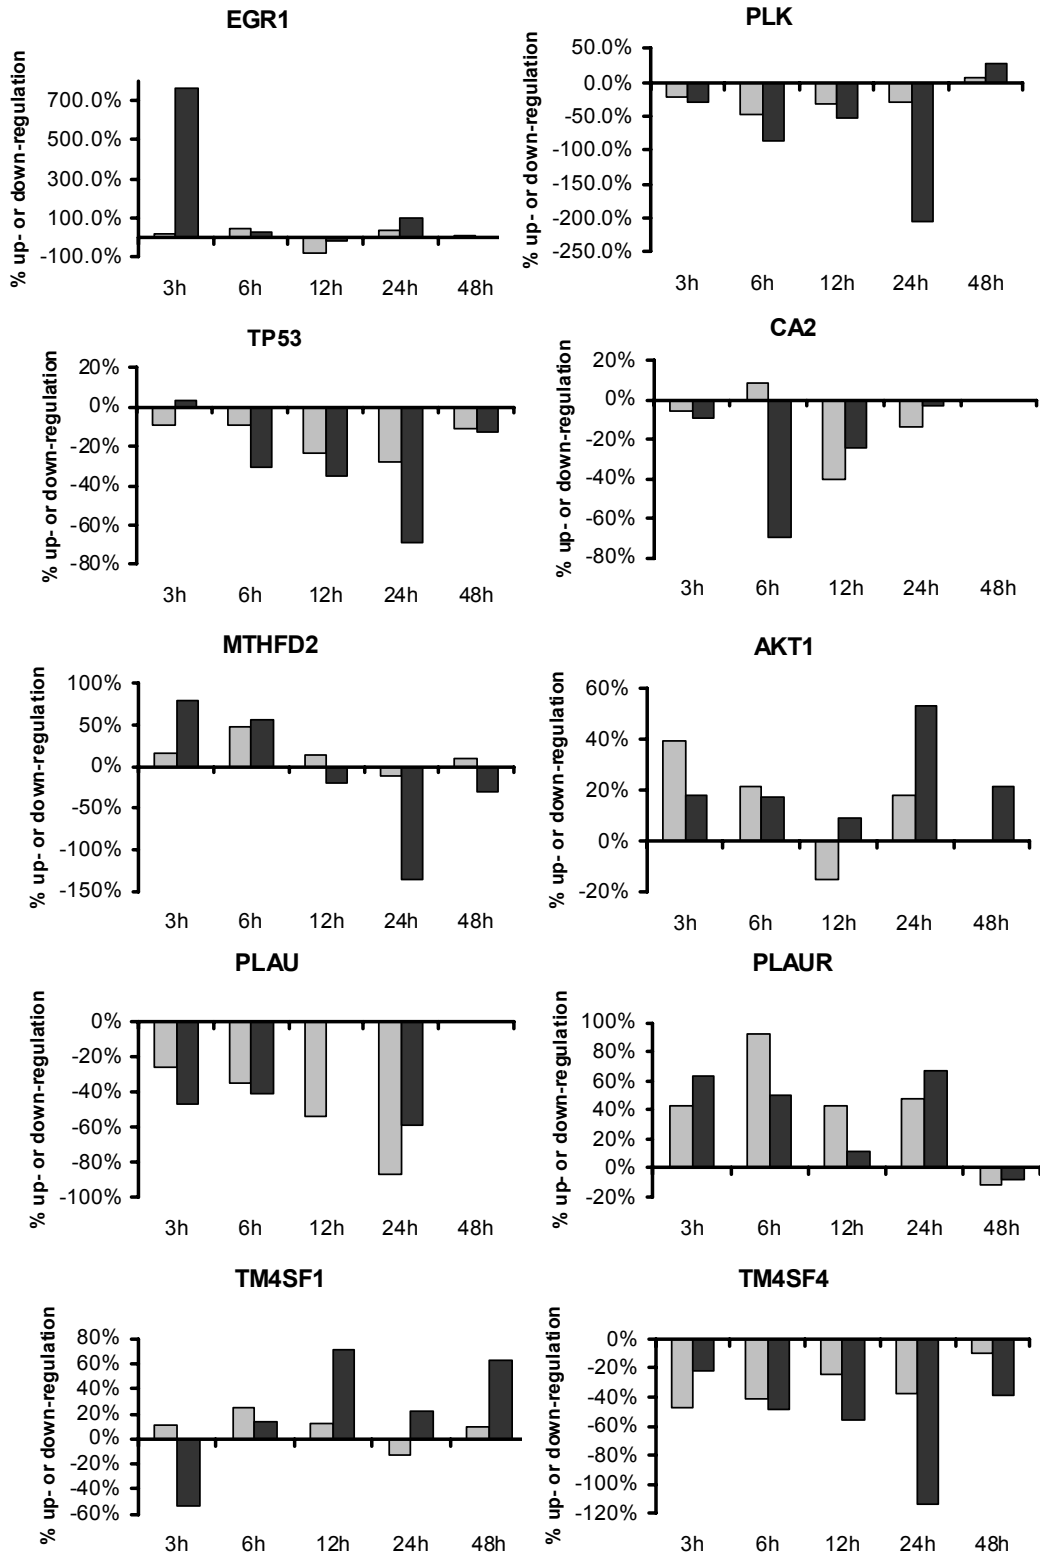 EGR1
% up- or down-regulation
700.0%
500.0%
300.0%
100.0%
-100.0%
3h 6h 12h 24h 48h
PLK
% up- or down-regulation
50.0%
0.0%
-50.0%
-100.0%
-150.0%
-200.0%
-250.0%
3h 6h 12h 24h 48h
TP53
% up- or down-regulation
20%
0%
-20%
-40%
-60%
-80%
3h 6h 12h 24h 48h
CA2
% up- or down-regulation
20%
0%
-20%
-40%
-60%
-80%
3h 6h 12h 24h 48h
MTHFD2
% up- or down-regulation
100%
50%
0%
-50%
-100%
-150%
3h 6h 12h 24h 48h
AKT1
% up- or down-regulation
60%
40%
20%
0%
-20%
3h 6h 12h 24h 48h
PLAU
% up- or down-regulation
0%
-20%
-40%
-60%
-80%
-100%
3h 6h 12h 24h 48h
PLAUR
% up- or down-regulation
100%
80%
60%
40%
20%
0%
-20%
3h 6h 12h 24h 48h
TM4SF1
% up- or down-regulation
80%
60%
40%
20%
0%
-20%
-40%
-60%
3h 6h 12h 24h 48h
TM4SF4
% up- or down-regulation
0%
-20%
-40%
-60%
-80%
-100%
-120%
3h 6h 12h 24h 48h